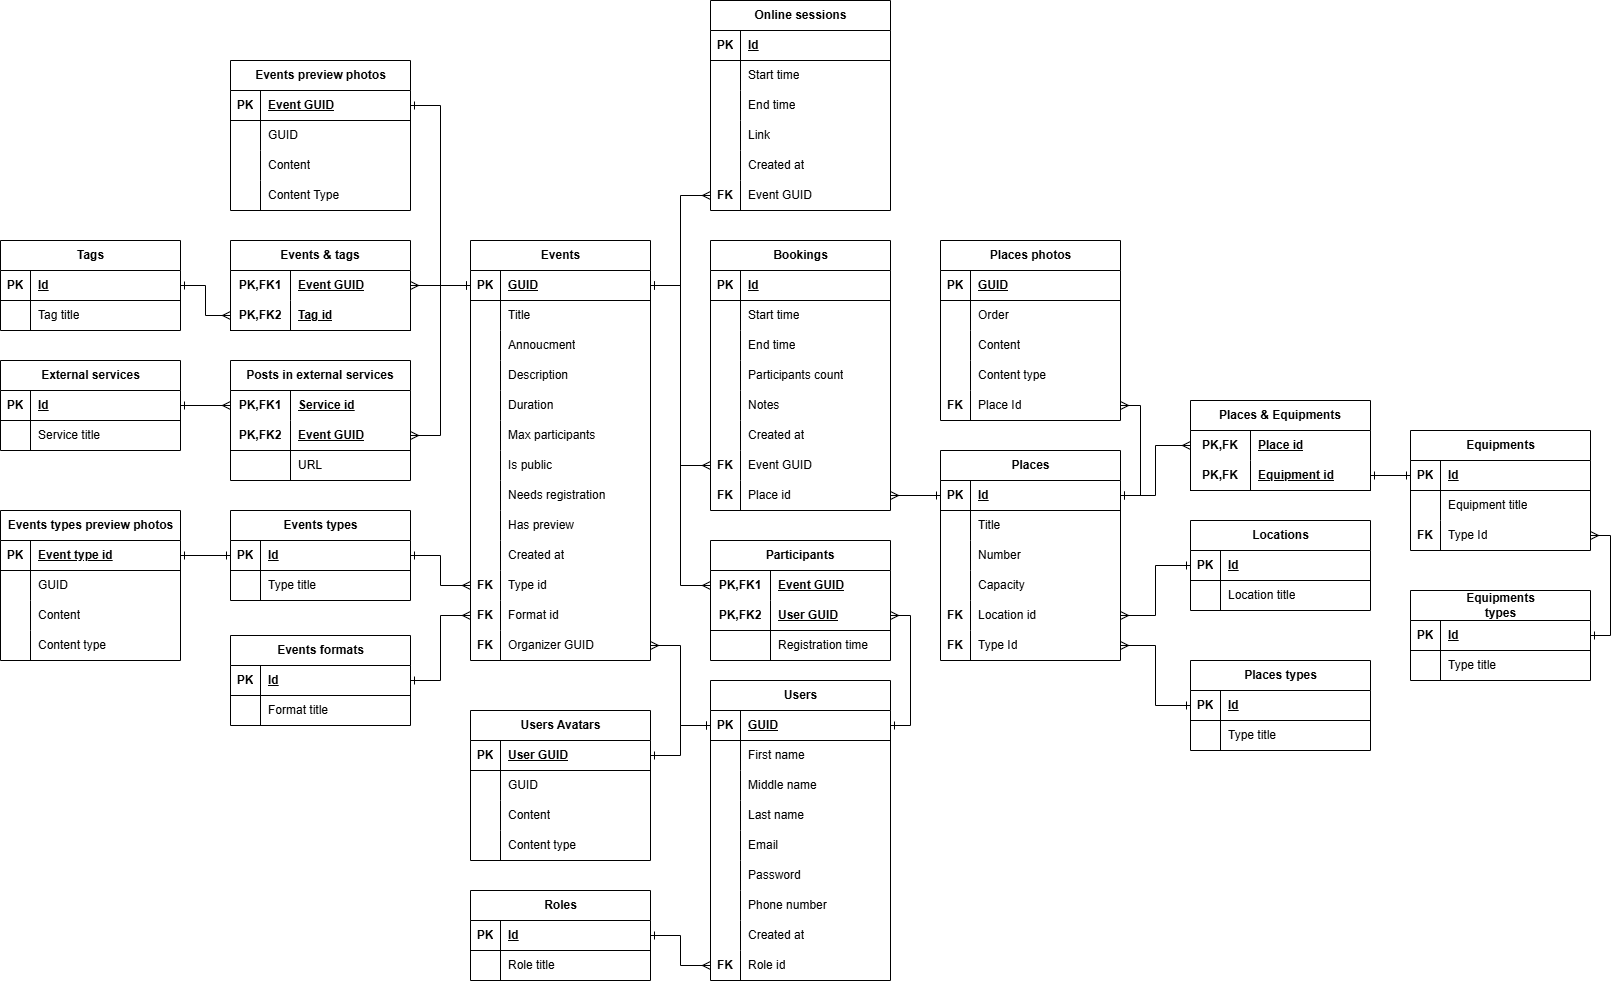 Online sessions
PK Id
Start time
End time
Link
Created at
FK Event GUID
Events preview photos
PK Event GUID
GUID
Content
Content Type
Tags
PK Id
Tag title
Events & tags
PK,FK1 Event GUID
PK,FK2 Tag id
Events
PK GUID
Title
Annoucment
Description
Duration
Max participants
Is public
Needs registration
Has preview
Created at
FK Type id
FK Format id
FK Organizer GUID
Bookings
PK Id
Start time
End time
Participants count
Notes
Created at
FK Event GUID
FK Place id
Places photos
PK GUID
Order
Content
Content type
FK Place Id
External services
PK Id
Service title
Posts in external services
PK,FK1 Service id
PK,FK2 Event GUID
URL
Places & Equipments
PK,FK Place id
PK,FK Equipment id
Equipments
PK Id
Equipment title
FK Type Id
Places
PK Id
Title
Number
Capacity
FK Location id
FK Type Id
Events types preview photos
PK Event type id
GUID
Content
Content type
Events types
PK Id
Type title
Participants
PK,FK1 Event GUID
PK,FK2 User GUID
Registration time
Locations
PK Id
Location title
Equipments
types
PK Id
Type title
Events formats
PK Id
Format title
Places types
PK Id
Type title
Users Avatars
PK User GUID
GUID
Content
Content type
Users
PK GUID
First name
Middle name
Last name
Email
Password
Phone number
Created at
FK Role id
Roles
PK Id
Role title